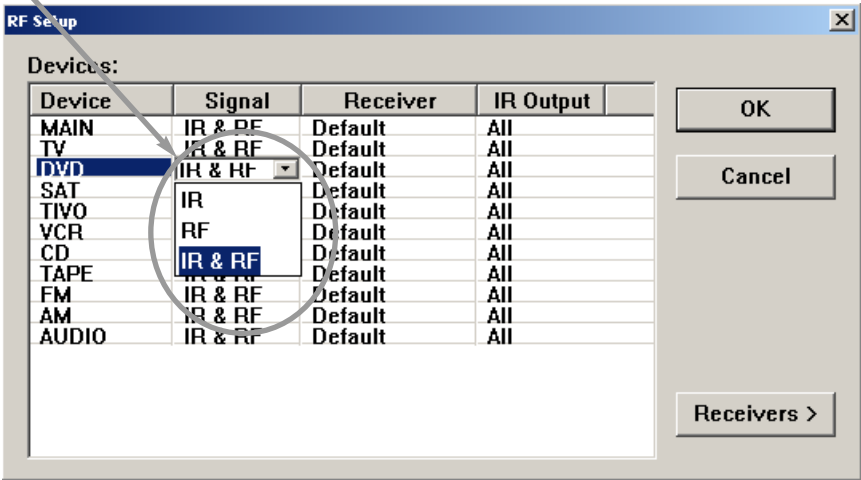 RF Setup
Devices:
Device Signal Receiver IR Output
MAIN IR & RF Default All
TV IR & RF Default All
DVD IR & RF Default All
SAT Default All
TIVO Default All
VCR Default All
CD Default All
TAPE Default All
FM IR & RF Default All
AM IR & RF Default All
AUDIO IR & RF Default All
IR
RF
IR & RF
OK
Cancel
Receivers >